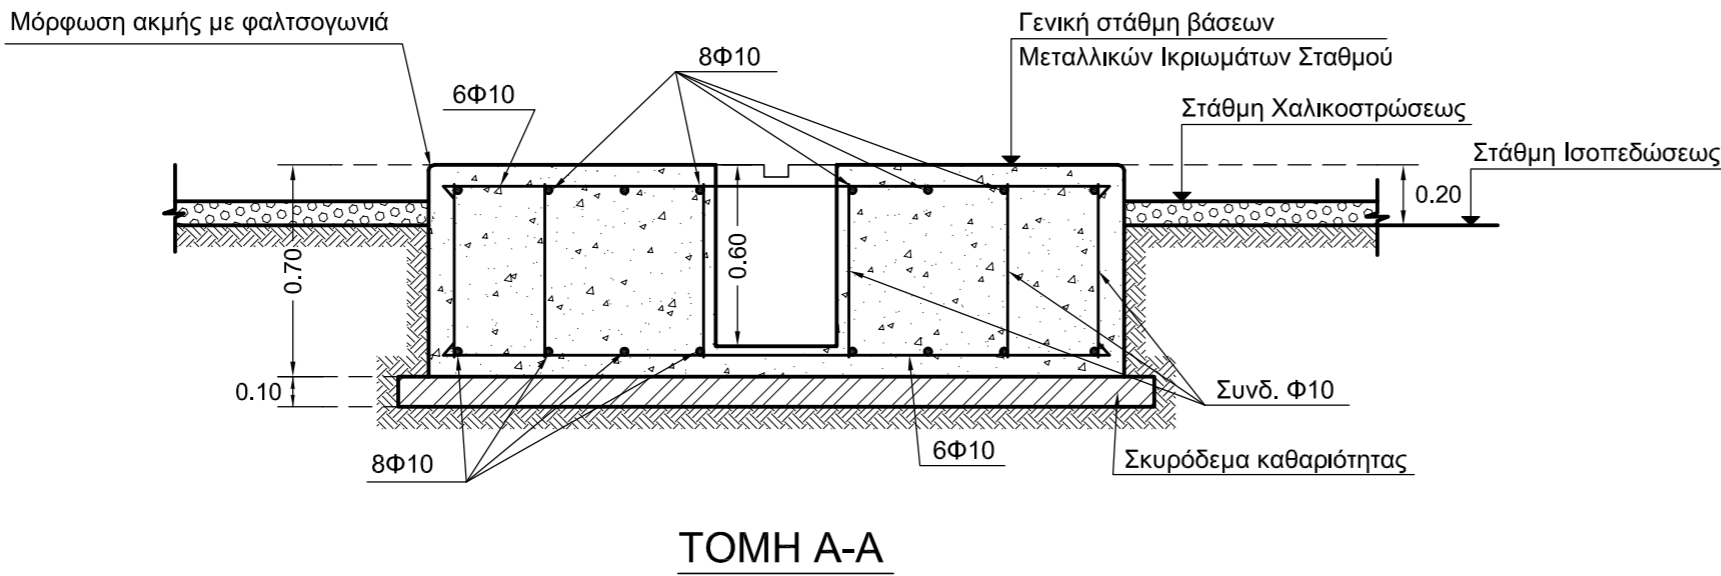 Μόρφωση ακμής με φαλτσογωνιά
8Φ10
Γενική στάθμη βάσεων
Μεταλλικών Ικριωμάτων Σταθμού
6Φ10
Στάθμη Χαλικοστρώσεως
Στάθμη Ισοπεδώσεως
0.20
0.70
0.60
0.10
Συνδ. Φ10
8Φ10
6Φ10
Σκυρόδεμα καθαριότητας
ΤΟΜΗ Α-Α